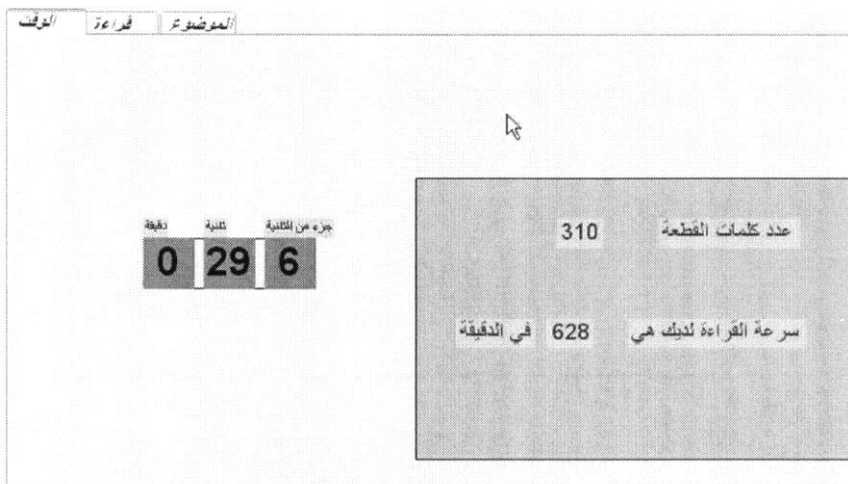 الموضوع قراءة الوقت
جزء من الثانية ثانية دقيقة
0 29 6
عدد كلمات القطعة 310
سرعة القراءة لديك هي 628 في الدقيقة